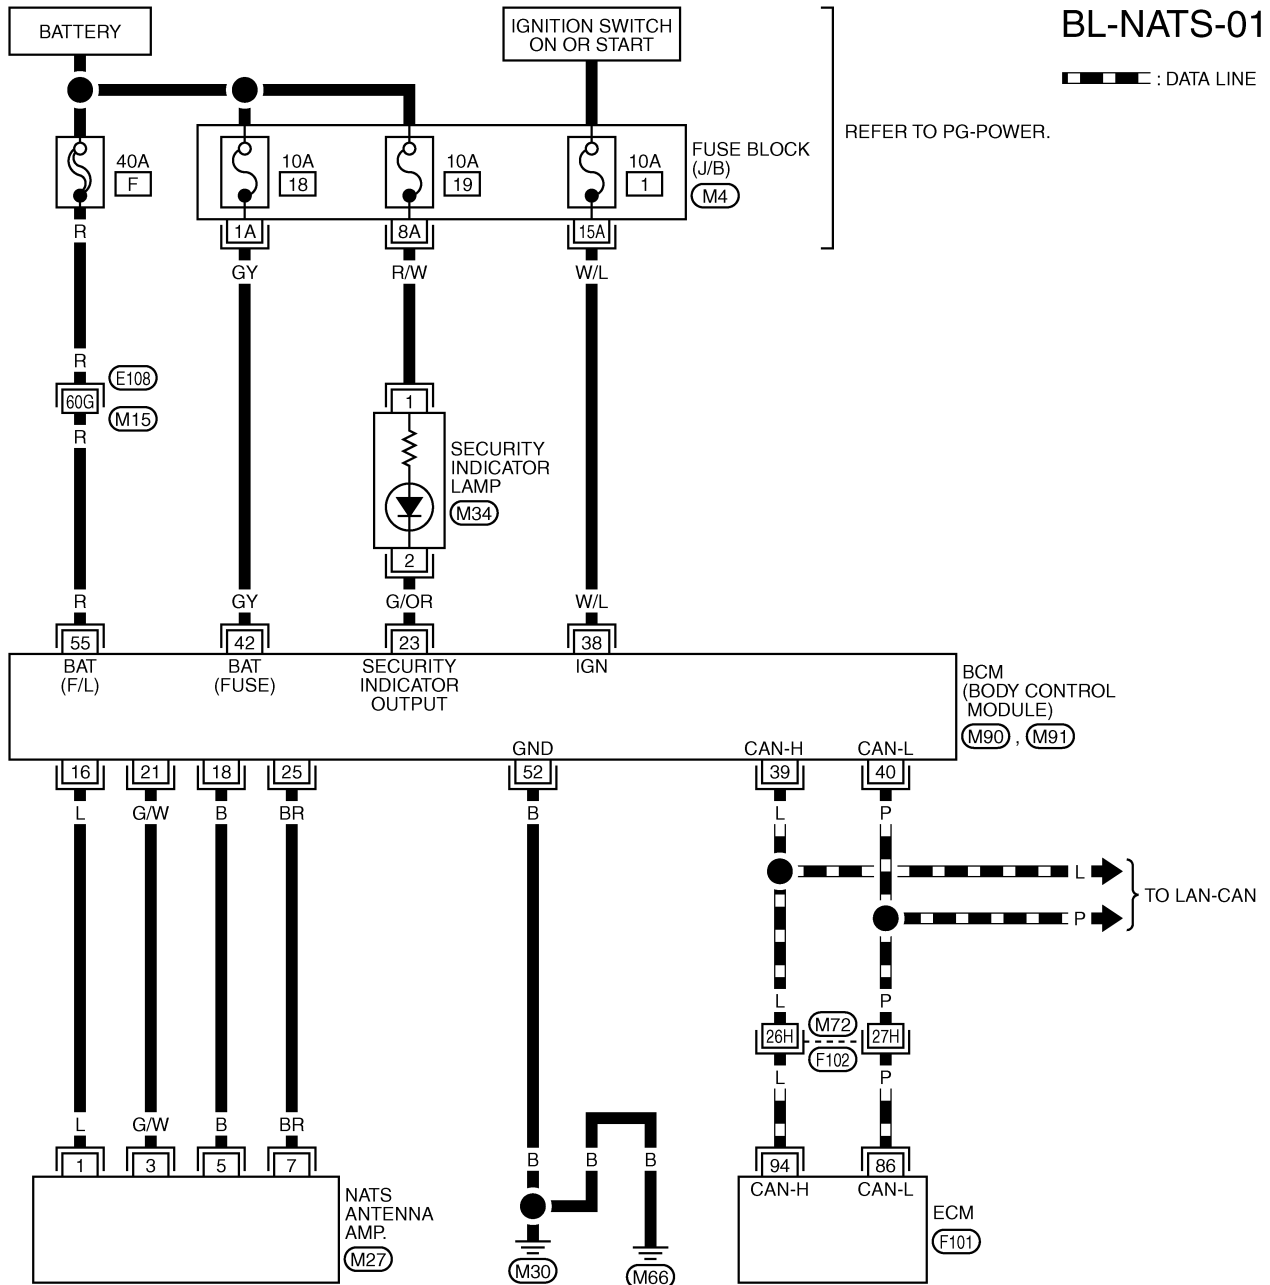 BL-NATS-01
: DATA LINE
BATTERY
IGNITION SWITCH
ON OR START
REFER TO PG-POWER.
40A
F
10A
18
10A
19
10A
1
FUSE BLOCK
(J/B)
M4
1A
8A
15A
R
GY
R/W
W/L
R
E108
60G
M15
R
1
SECURITY
INDICATOR
LAMP
M34
2
R
GY
G/OR
W/L
55
42
23
38
BAT
(F/L)
BAT
(FUSE)
SECURITY
INDICATOR
OUTPUT
IGN
BCM
(BODY CONTROL
MODULE)
M90 , M91
GND
CAN-H
CAN-L
16
21
18
25
52
39
40
L
G/W
B
BR
B
L
P
L
P
TO LAN-CAN
L
P
26H
M72
27H
F102
L
P
L
G/W
B
BR
B
B
B
1
3
5
7
94
86
CAN-H
CAN-L
NATS
ANTENNA
AMP.
M27
M30
M66
ECM
F101